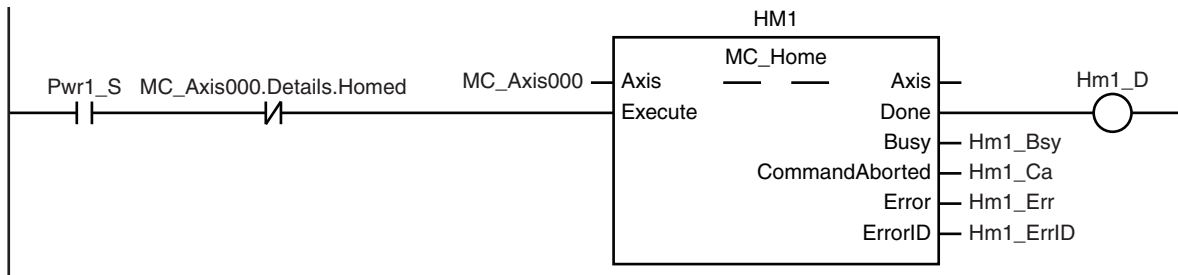 HM1
MC_Home
Pwr1_S MC_Axis000.Details.Homed MC_Axis000 Axis Axis Hm1_D
Execute Done
Busy Hm1_Bsy
CommandAborted Hm1_Ca
Error Hm1_Err
ErrorID Hm1_ErrID